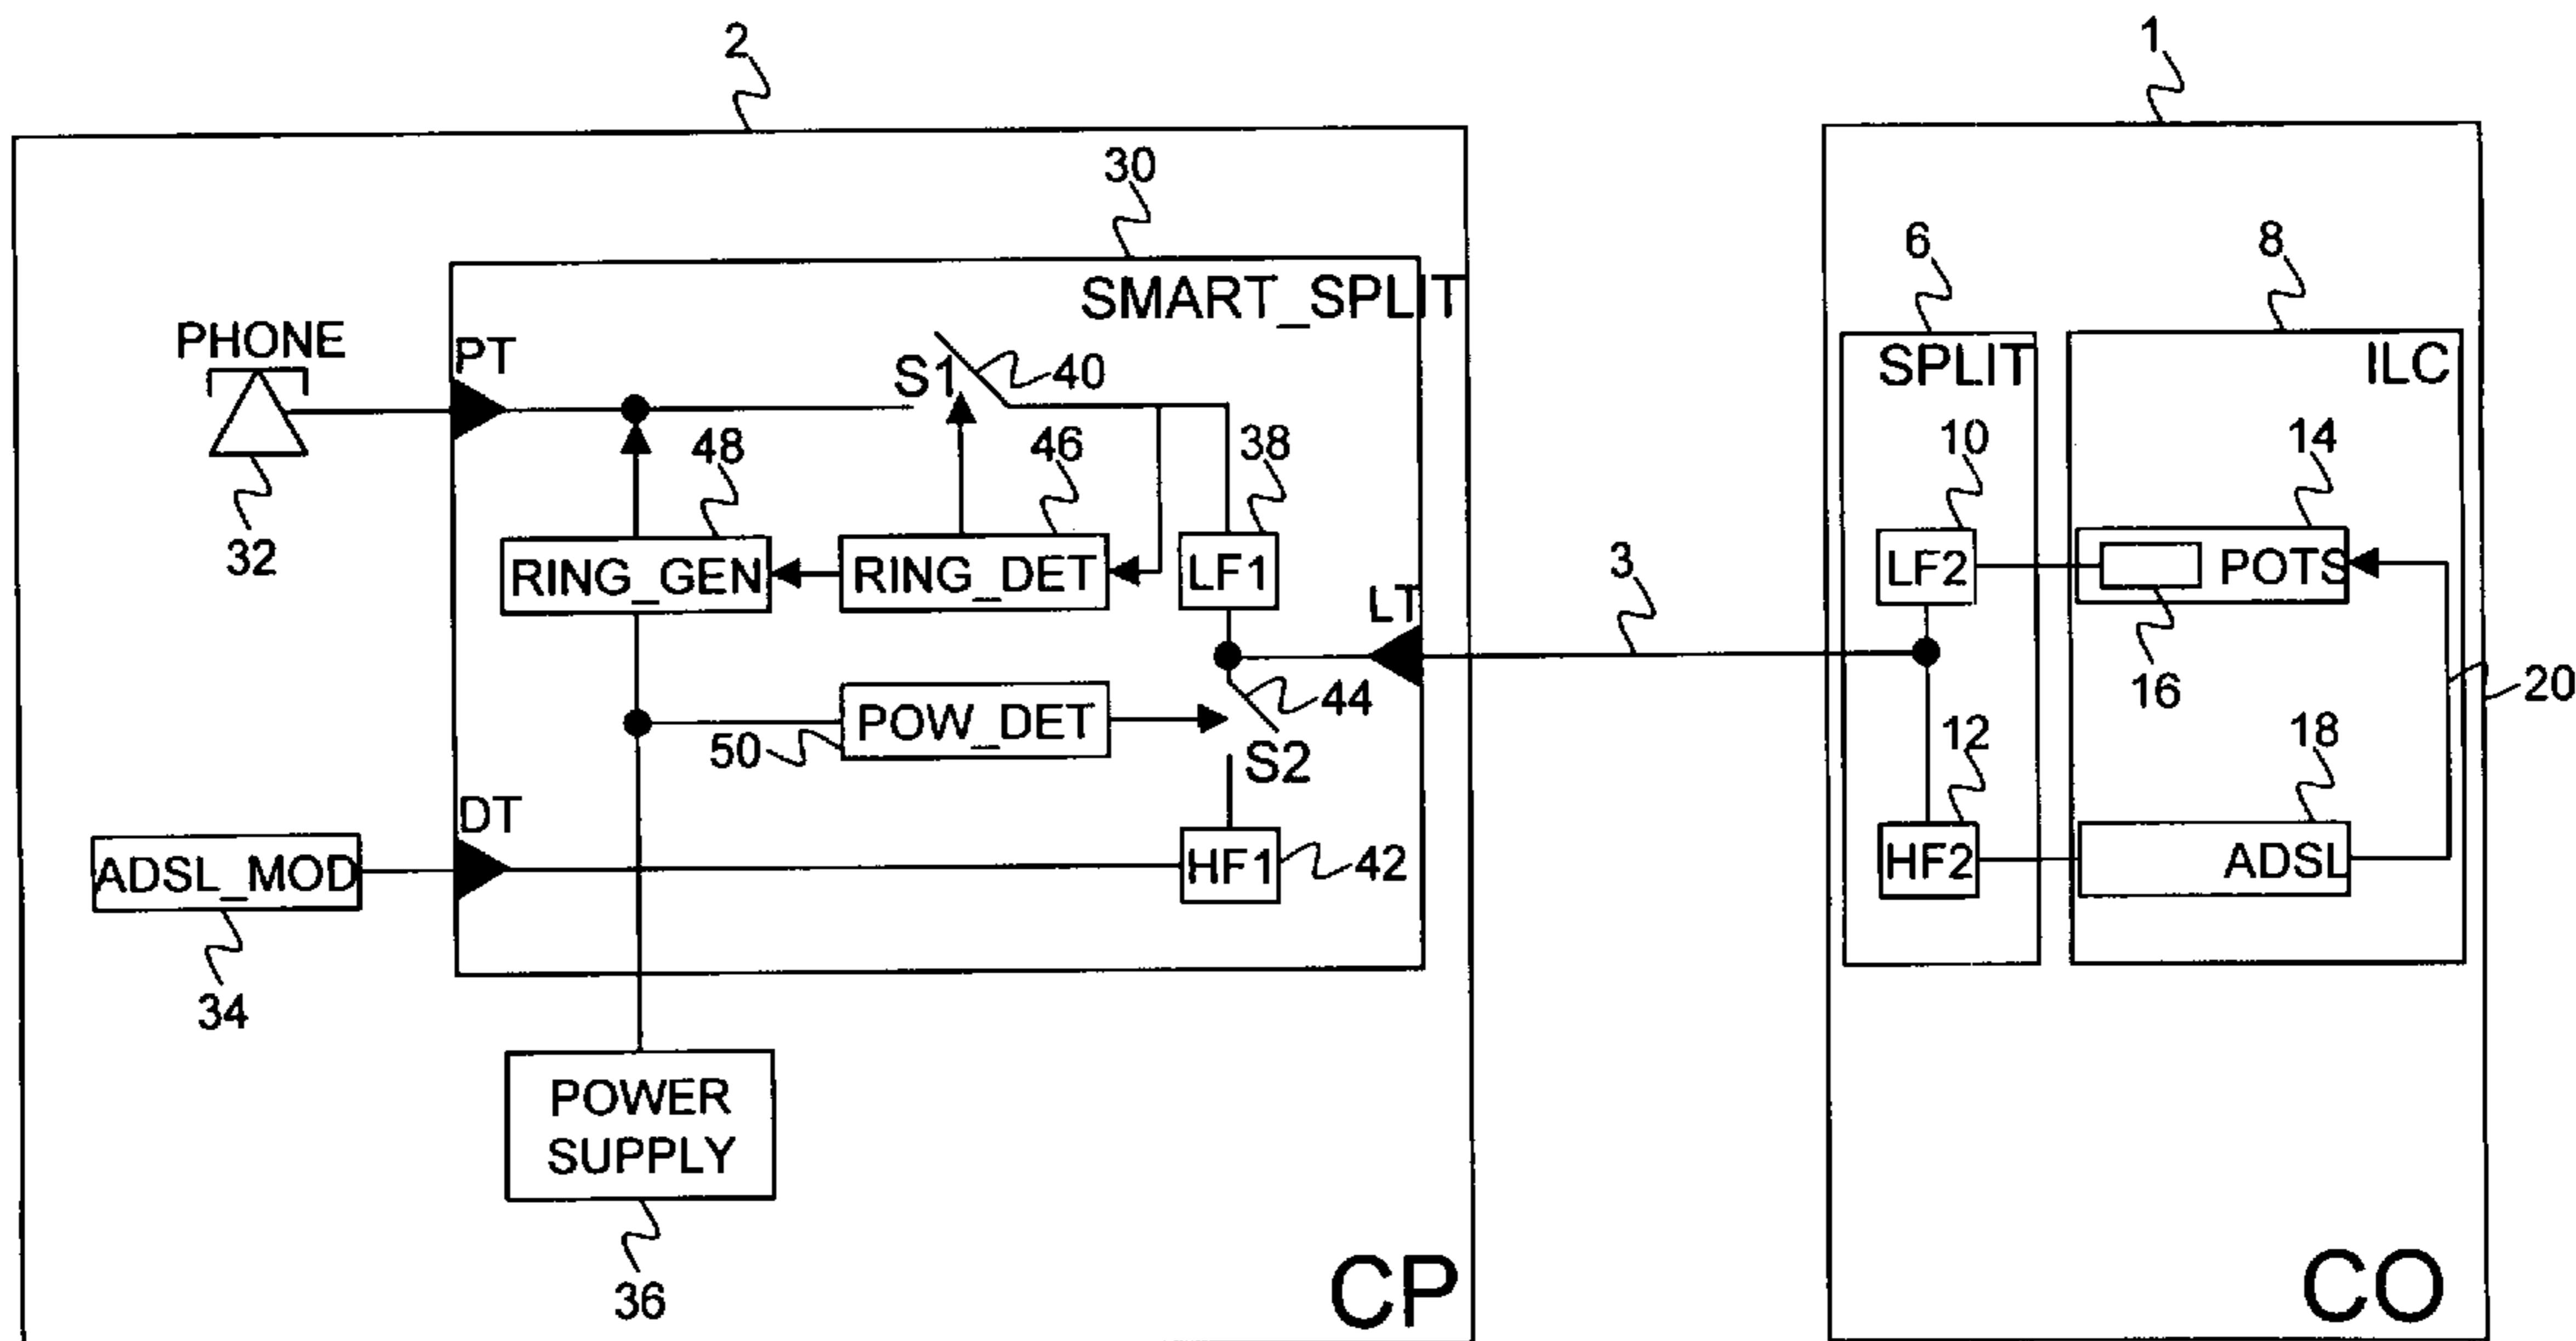 2
1
30
SMART_SPLIT
6
8
PHONE
PT
S1
40
SPLIT
ILC
32
48
46
38
10
14
RING_GEN
RING_DET
LF1
3
LF2
POTS
LT
16
20
50
POW_DET
44
S2
12
18
DT
ADSL_MOD
HF1
42
HF2
ADSL
34
POWER
SUPPLY
36
CP
CO